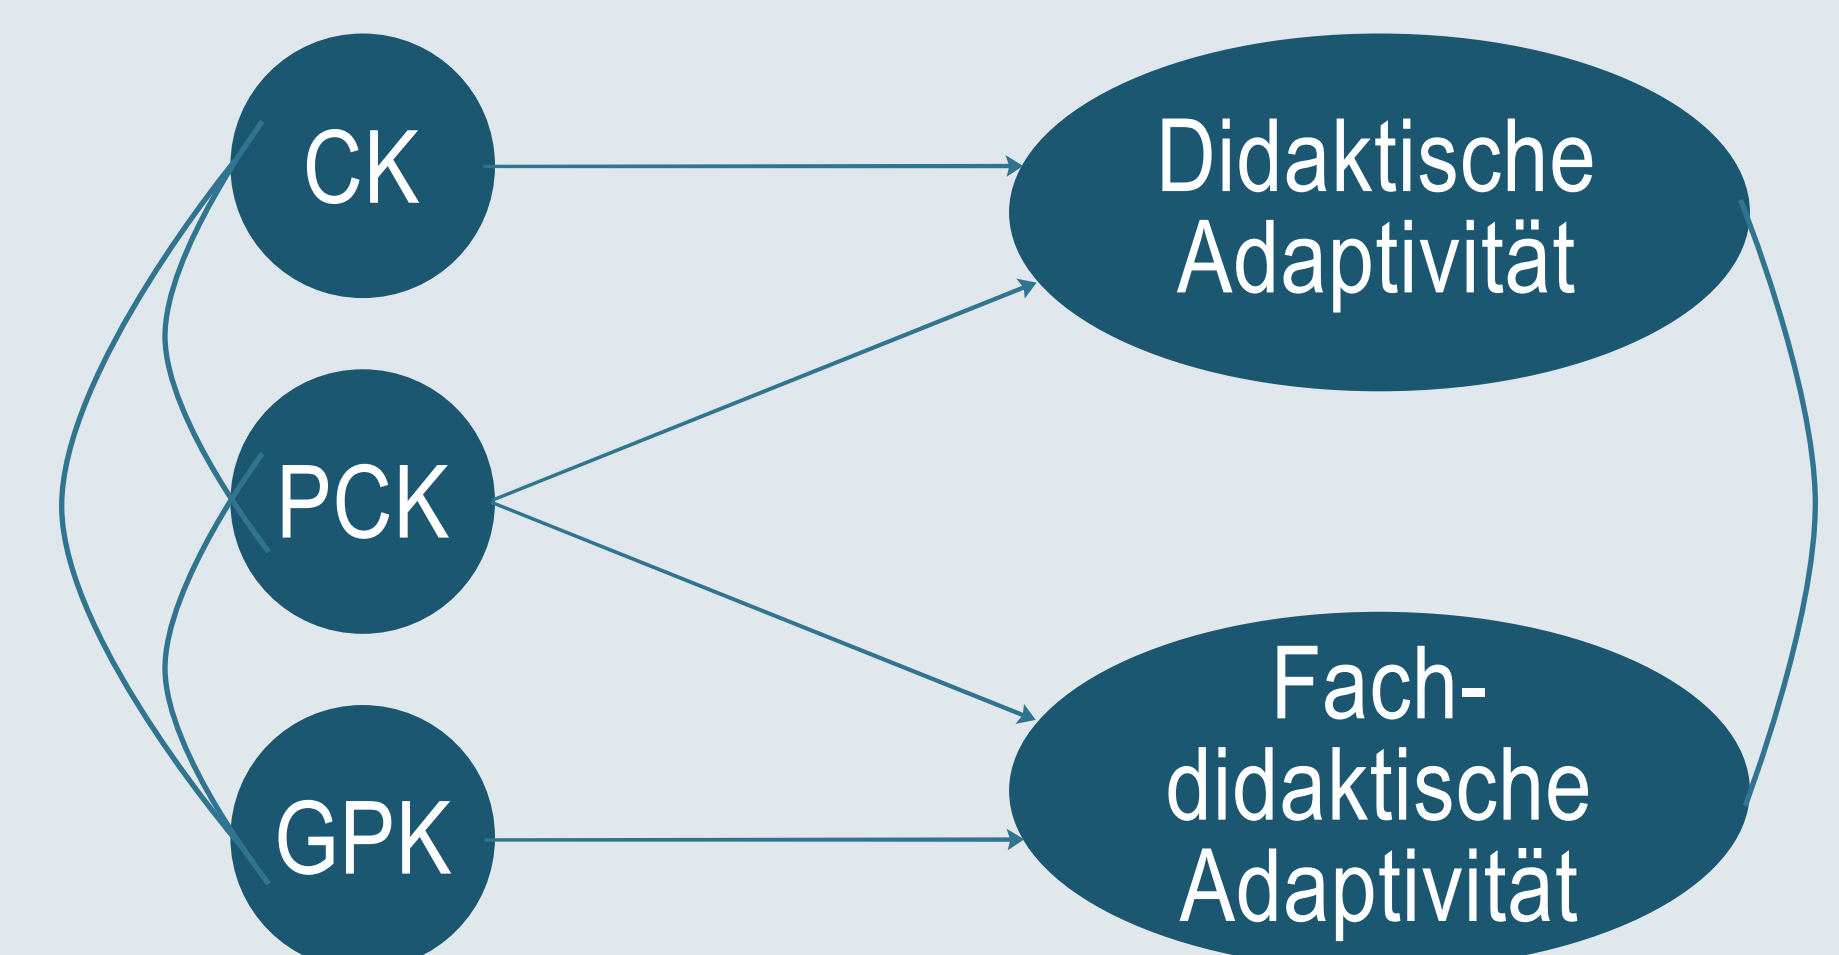 CK
Didaktische
Adaptivität
PCK
GPK
Fach-
didaktische
Adaptivität